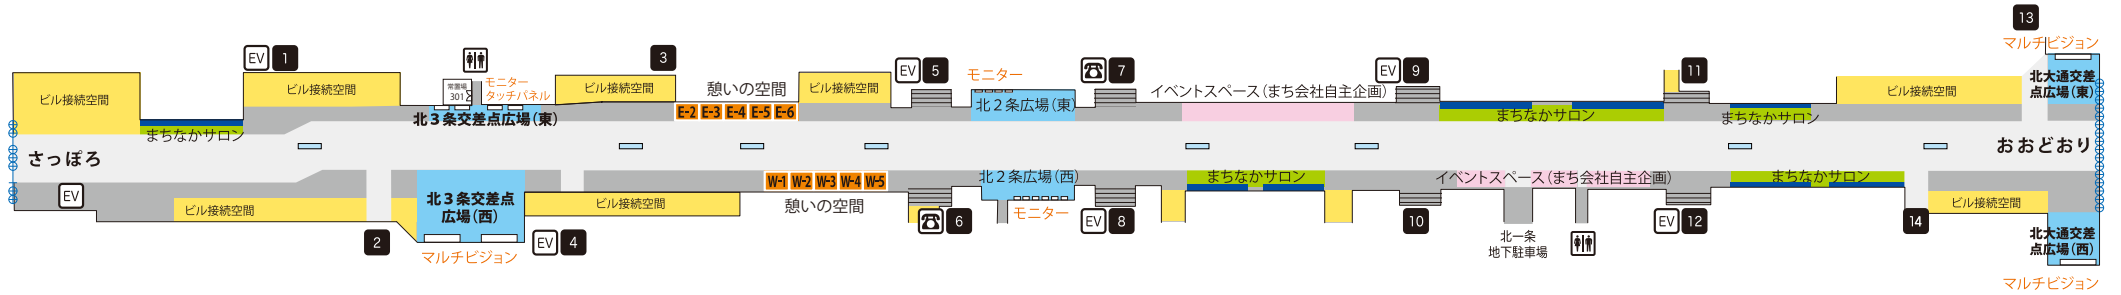 13
マルチビジョン
EV 1
3
EV 5
モニター
7
EV 9
11
北大通交差
点広場（東）
ビル接続空間
ビル接続空間
常置場
301
モニター
タッチパネル
ビル接続空間
憩いの空間
ビル接続空間
北２条広場（東）
イベントスペース（まち会社自主企画）
ビル接続空間
まちなかサロン
北３条交差点広場（東）
E-2 E-3 E-4 E-5 E-6
まちなかサロン
まちなかサロン
さっぽろ
おおどおり
EV
ビル接続空間
北３条交差点
広場（西）
ビル接続空間
W-1 W-2 W-3 W-4 W-5
憩いの空間
北２条広場（西）
モニター
まちなかサロン
イベントスペース（まち会社自主企画）
まちなかサロン
ビル接続空間
2
マルチビジョン
EV 4
6
EV 8
10
北一条
地下駐車場
EV 12
14
北大通交差
点広場（西）
マルチビジョン